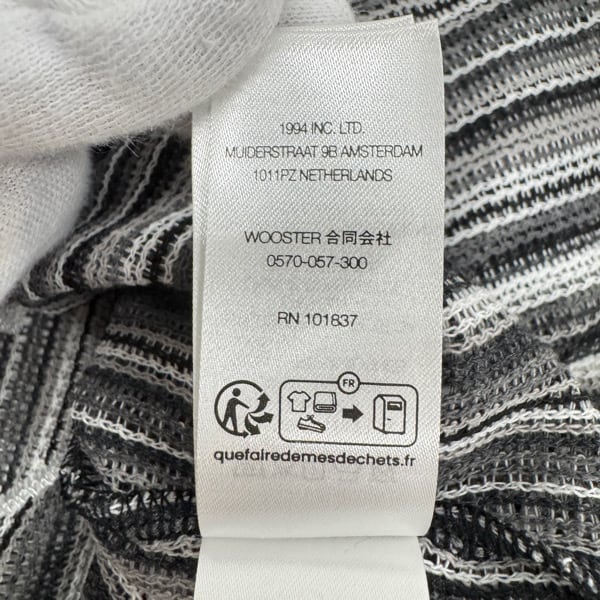 1994 INC. LTD.
MUIDERSTRAAT 9B AMSTERDAM
1011PZ NETHERLANDS
WOOSTER 合同会社
0570-057-300
RN 101837
FR
quefairedemesdechets.fr